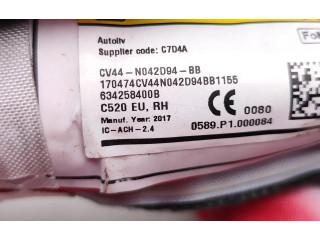 Autoliv
Supplier code: C7D4A
CV44-N042D94-BB
170474CV44N042D94BB1155
634258400B
C520 EU, RH
Manuf. Year: 2017
IC-ACH-2.4
CE 0080
0589.P1.000084